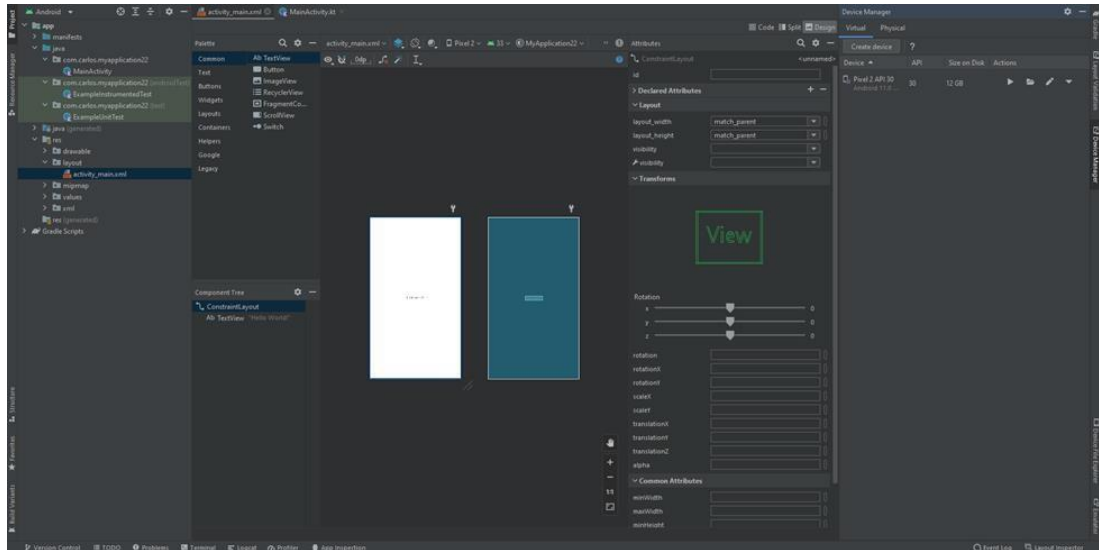 Android
activity_main.xml
MainActivity.kt
Device Manager
app
manifests
java
com.carlos.myapplication22
MainActivity
com.carlos.myapplication22 (androidTest)
ExampleInstrumentedTest
com.carlos.myapplication22 (test)
ExampleUnitTest
java (generated)
res
drawable
layout
activity_main.xml
mipmap
values
xml
res (generated)
Gradle Scripts
Project
Resource Manager
Structure
Favorites
Build Variants
Code
Split
Design
Palette
Common
Text
Buttons
Widgets
Layouts
Containers
Helpers
Google
Legacy
Ab TextView
Button
ImageView
RecyclerView
FragmentCo...
ScrollView
Switch
activity_main.xml
Pixel 2
33
MyApplication22
0dp
Component Tree
ConstraintLayout
Ab TextView "Hello World!"
1:1
Attributes
ConstraintLayout
<unnamed>
id
Declared Attributes
Layout
layout_width
match_parent
layout_height
match_parent
visibility
visibility
Transforms
View
Rotation
x 0
y 0
z 0
rotation
rotationX
rotationY
scaleX
scaleY
translationX
translationY
translationZ
alpha
Common Attributes
minWidth
maxWidth
minHeight
Virtual
Physical
Create device
?
Device
API
Size on Disk
Actions
Pixel 2 API 30
30
12 GB
Gradle
Layout Validation
Device Manager
Device File Explorer
Emulator
Version Control
TODO
Problems
Terminal
Logcat
Profiler
App Inspection
Event Log
Layout Inspector